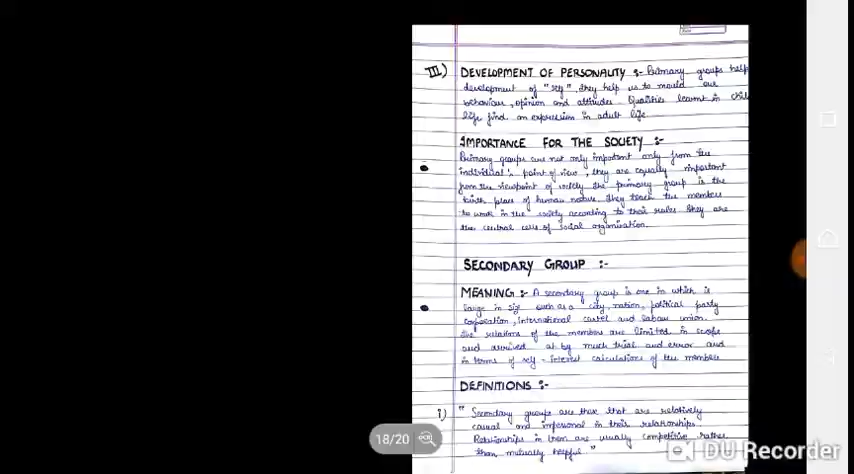 III) DEVELOPMENT OF PERSONALITY :- Primary groups help
development of "self", they help us to mould our
behaviour, opinion and attitudes. Qualities learnt in chil
life find an expression in adult life.
IMPORTANCE FOR THE SOCIETY :-
Primary groups are not only important only from the
individual's point of view, they are equally important
from the viewpoint of society the primary group is the
birth place of human nature. They teach the members
to work in the society according to their rules. They are
the central cells of social organisation.
SECONDARY GROUP :-
MEANING :- A secondary group is one in which is
large in size such as a city, nation, political party
corporation, international cartel and labour union.
The relations of the members are limited in scope
and arrived at by much trial and error and
in terms of self-interest calculations of the members
DEFINITIONS :-
i) " Secondary groups are those that are relatively
casual and impersonal in their relationships.
Relationships in them are usually competitive rather
than mutually helpful "
18/20
DU Recorder